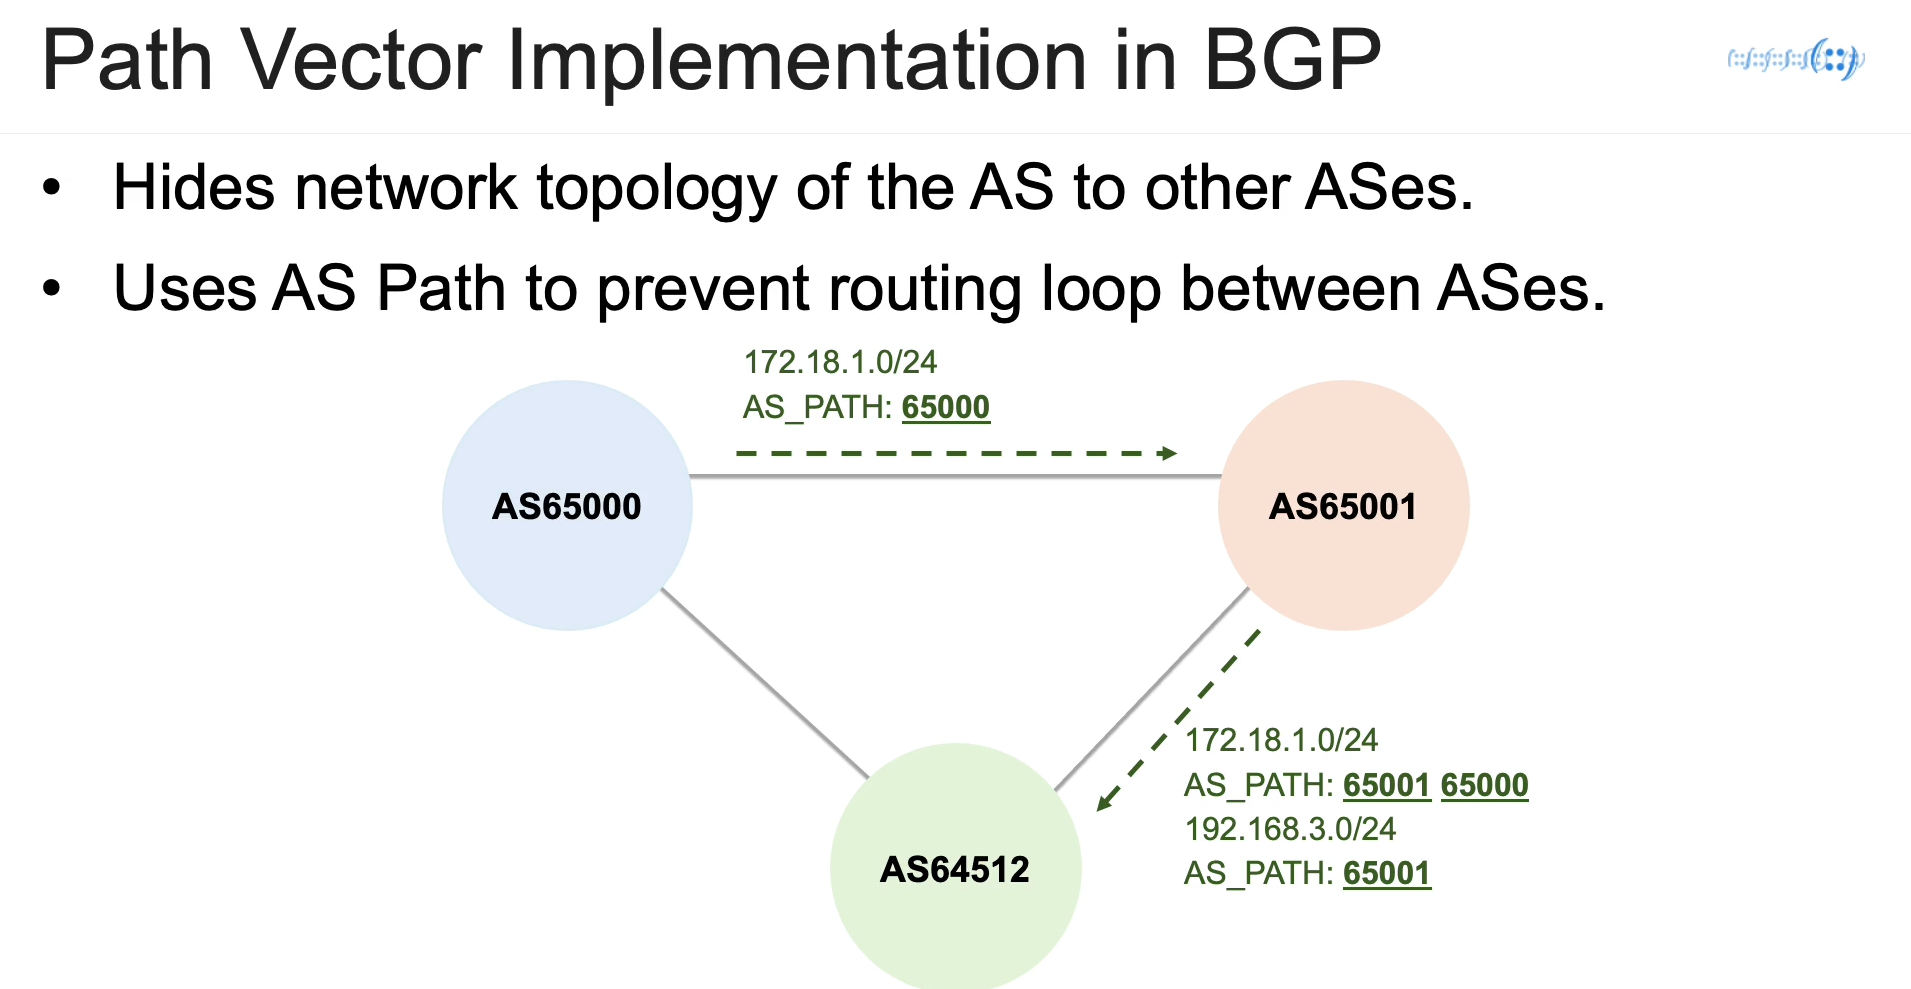 Path Vector Implementation in BGP
• Hides network topology of the AS to other ASes.
• Uses AS Path to prevent routing loop between ASes.
172.18.1.0/24
AS_PATH: 65000
AS65000
AS65001
172.18.1.0/24
AS_PATH: 65001 65000
192.168.3.0/24
AS_PATH: 65001
AS64512